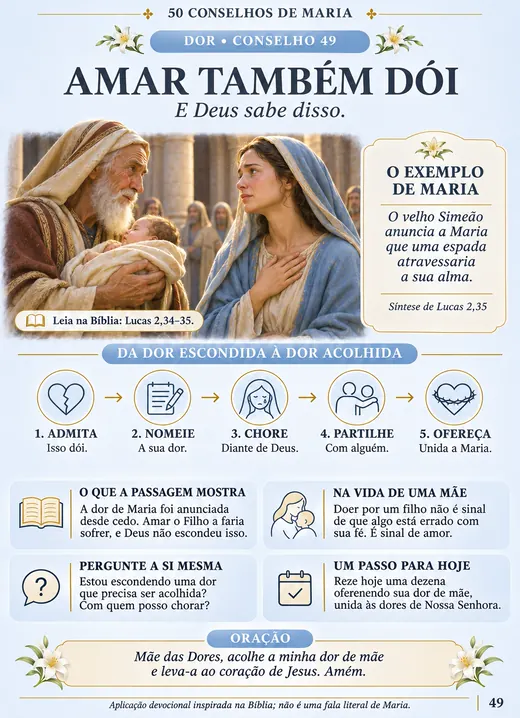 50 CONSELHOS DE MARIA
DOR • CONSELHO 49
AMAR TAMBÉM DÓI
E Deus sabe disso.
O EXEMPLO
DE MARIA
O velho Simeão
anuncia a Maria
que uma espada
atravessaria
a sua alma.
Síntese de Lucas 2,35
Leia na Bíblia: Lucas 2,34–35.
DA DOR ESCONDIDA À DOR ACOLHIDA
1. ADMITA
Isso dói.
2. NOMEIE
A sua dor.
3. CHORE
Diante de Deus.
4. PARTILHE
Com alguém.
5. OFEREÇA
Unida a Maria.
O QUE A PASSAGEM MOSTRA
A dor de Maria foi anunciada
desde cedo. Amar o Filho a faria
sofrer, e Deus não escondeu isso.
NA VIDA DE UMA MÃE
Doer por um filho não é sinal
de que algo está errado com
sua fé. É sinal de amor.
PERGUNTE A SI MESMA
Estou escondendo uma dor
que precisa ser acolhida?
Com quem posso chorar?
UM PASSO PARA HOJE
Reze hoje uma dezena
oferenendo sua dor de mãe,
unida às dores de Nossa Senhora.
ORAÇÃO
Mãe das Dores, acolhe a minha dor de mãe
e leva-a ao coração de Jesus. Amém.
Aplicação devocional inspirada na Bíblia; não é uma fala literal de Maria.
49